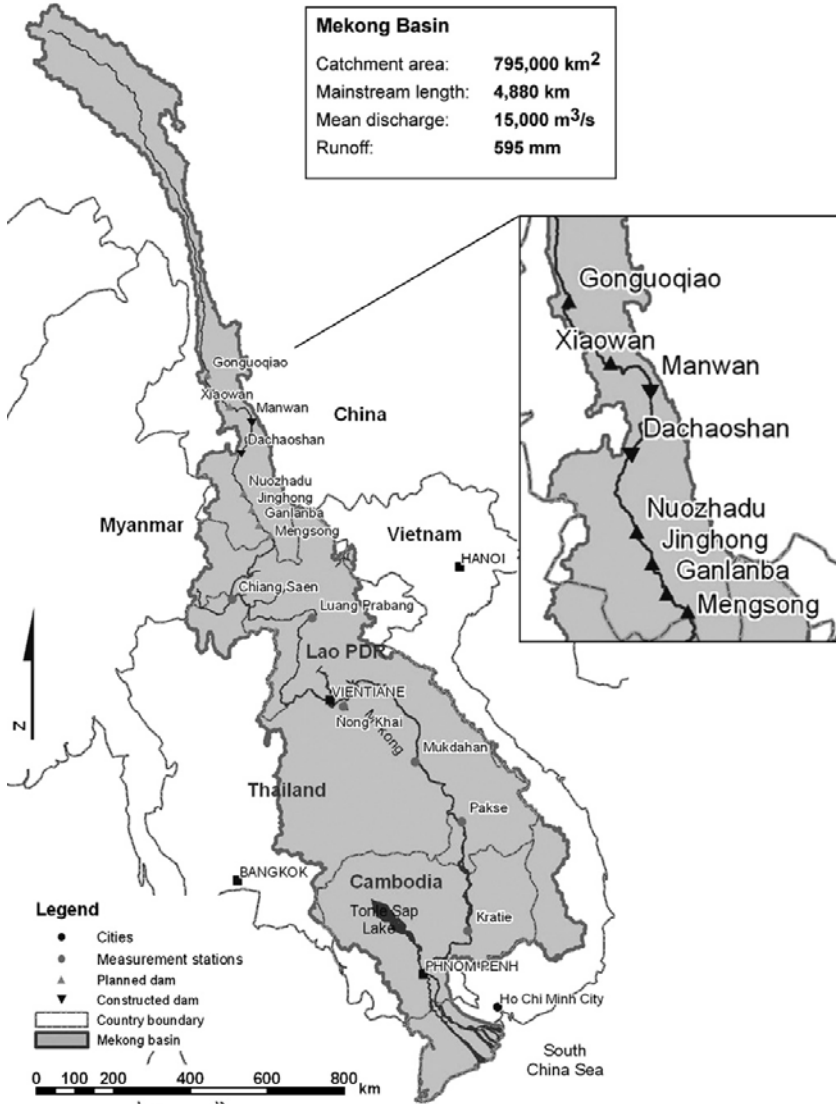 Mekong Basin
Catchment area: 795,000 km²
Mainstream length: 4,880 km
Mean discharge: 15,000 m³/s
Runoff: 595 mm
Gonguoqiao
Xiaowan
Manwan
Dachaoshan
Nuozhadu
Jinghong
Ganlanba
Mengsong
Gonguoqiao
Xiaowan
Manwan
China
Dachaoshan
Nuozhadu
Jinghong
Ganlanba
Mengsong
Myanmar
Vietnam
HANOI
Chiang Saen
Luang Prabang
Lao PDR
VIENTIANE
Nong Khai
Mekong
Mukdahan
Thailand
Pakse
BANGKOK
Cambodia
Tonle Sap
Lake
Kratie
PHNOM PENH
Ho Chi Minh City
South
China Sea
N
Legend
Cities
Measurement stations
Planned dam
Constructed dam
Country boundary
Mekong basin
0 100 200 400 600 800
km